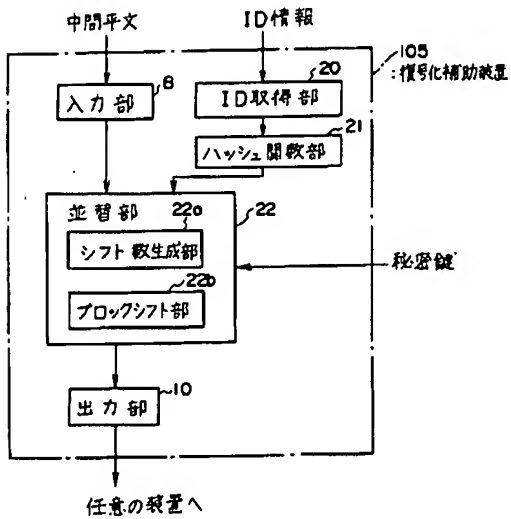 中間平文
ID情報
105
:復号化補助装置
8
入力部
20
ID取得部
21
ハッシュ関数部
並替部
22a
22
シフト数生成部
22b
ブロックシフト部
秘密鍵
10
出力部
任意の装置へ